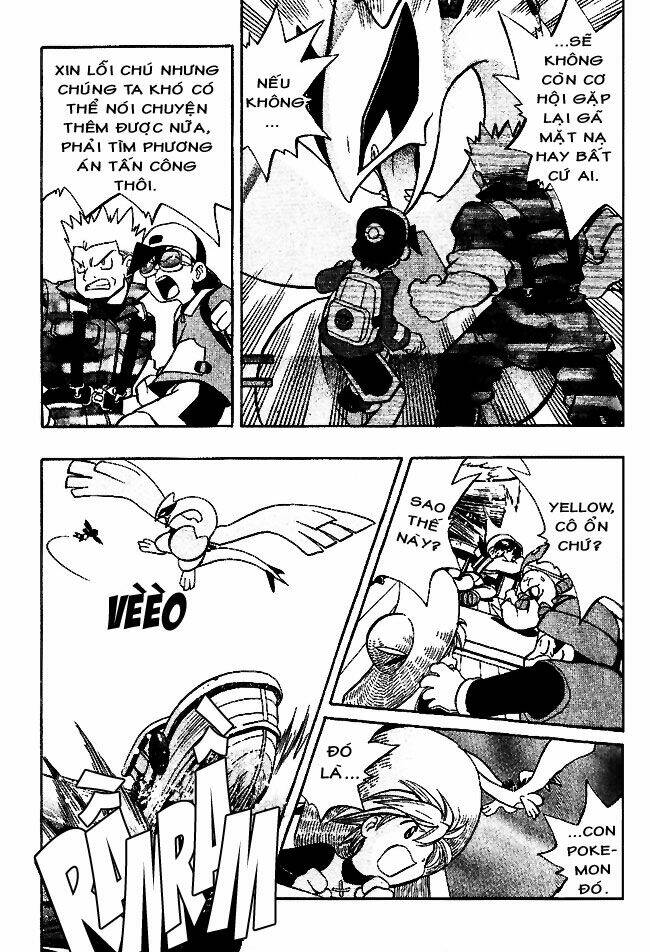 XIN LỖI CHÚ NHƯNG
CHÚNG TA KHÓ CÓ
THỂ NÓI CHUYỆN
THÊM ĐƯỢC NỮA,
PHẢI TÌM PHƯƠNG
ÁN TẤN CÔNG
THÔI.
NẾU
KHÔNG...
...SẼ
KHÔNG
CÒN CƠ
HỘI GẶP
LẠI GÃ
MẶT NẠ
HAY BẤT
CỨ AI.
VÈÈO
RẦMRẦM
SAO
THẾ
NÀY?
YELLOW,
CÔ ỔN
CHỨ?
ĐÓ
LÀ...
...CON
POKE-
MON
ĐÓ.